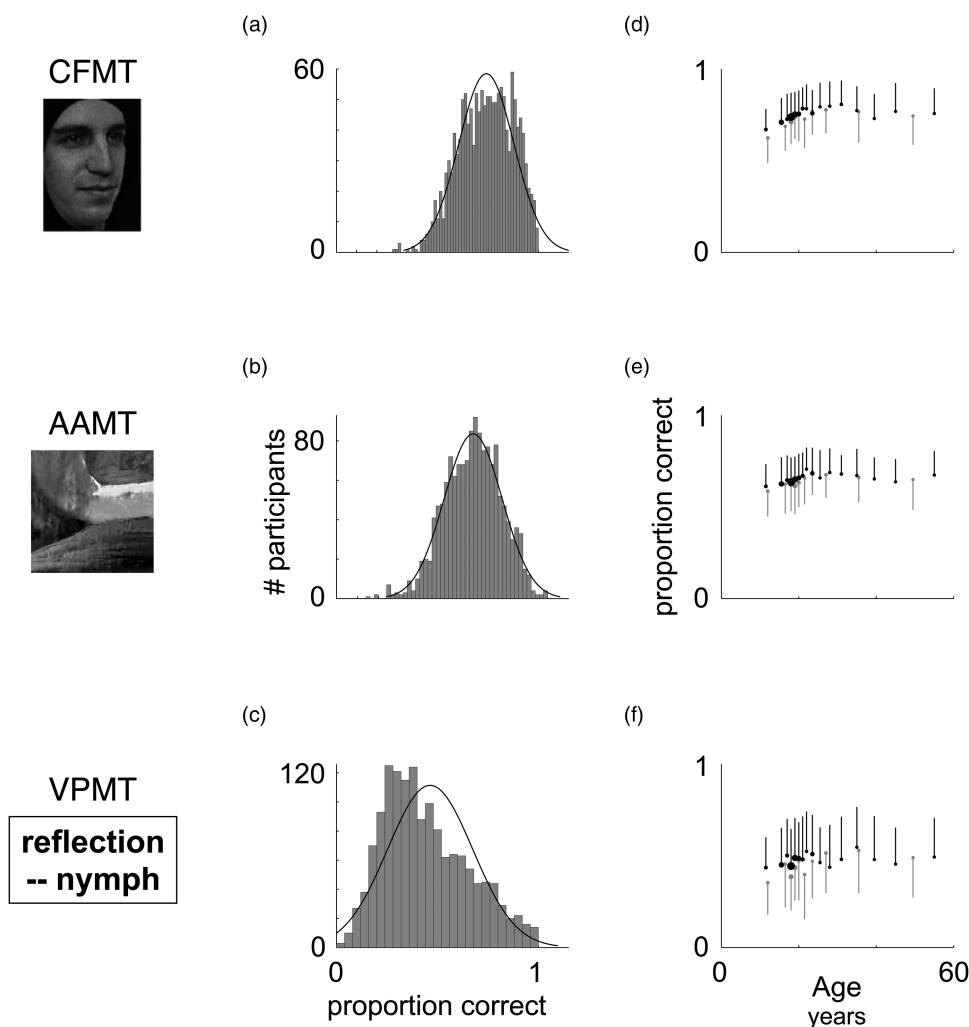 (a)
(d)
CFMT
60
0
1
0
(b)
(e)
AAMT
# participants
80
0
proportion correct
1
0
(c)
(f)
VPMT
reflection
-- nymph
120
0
0
1
proportion correct
1
0
0
60
Age
years